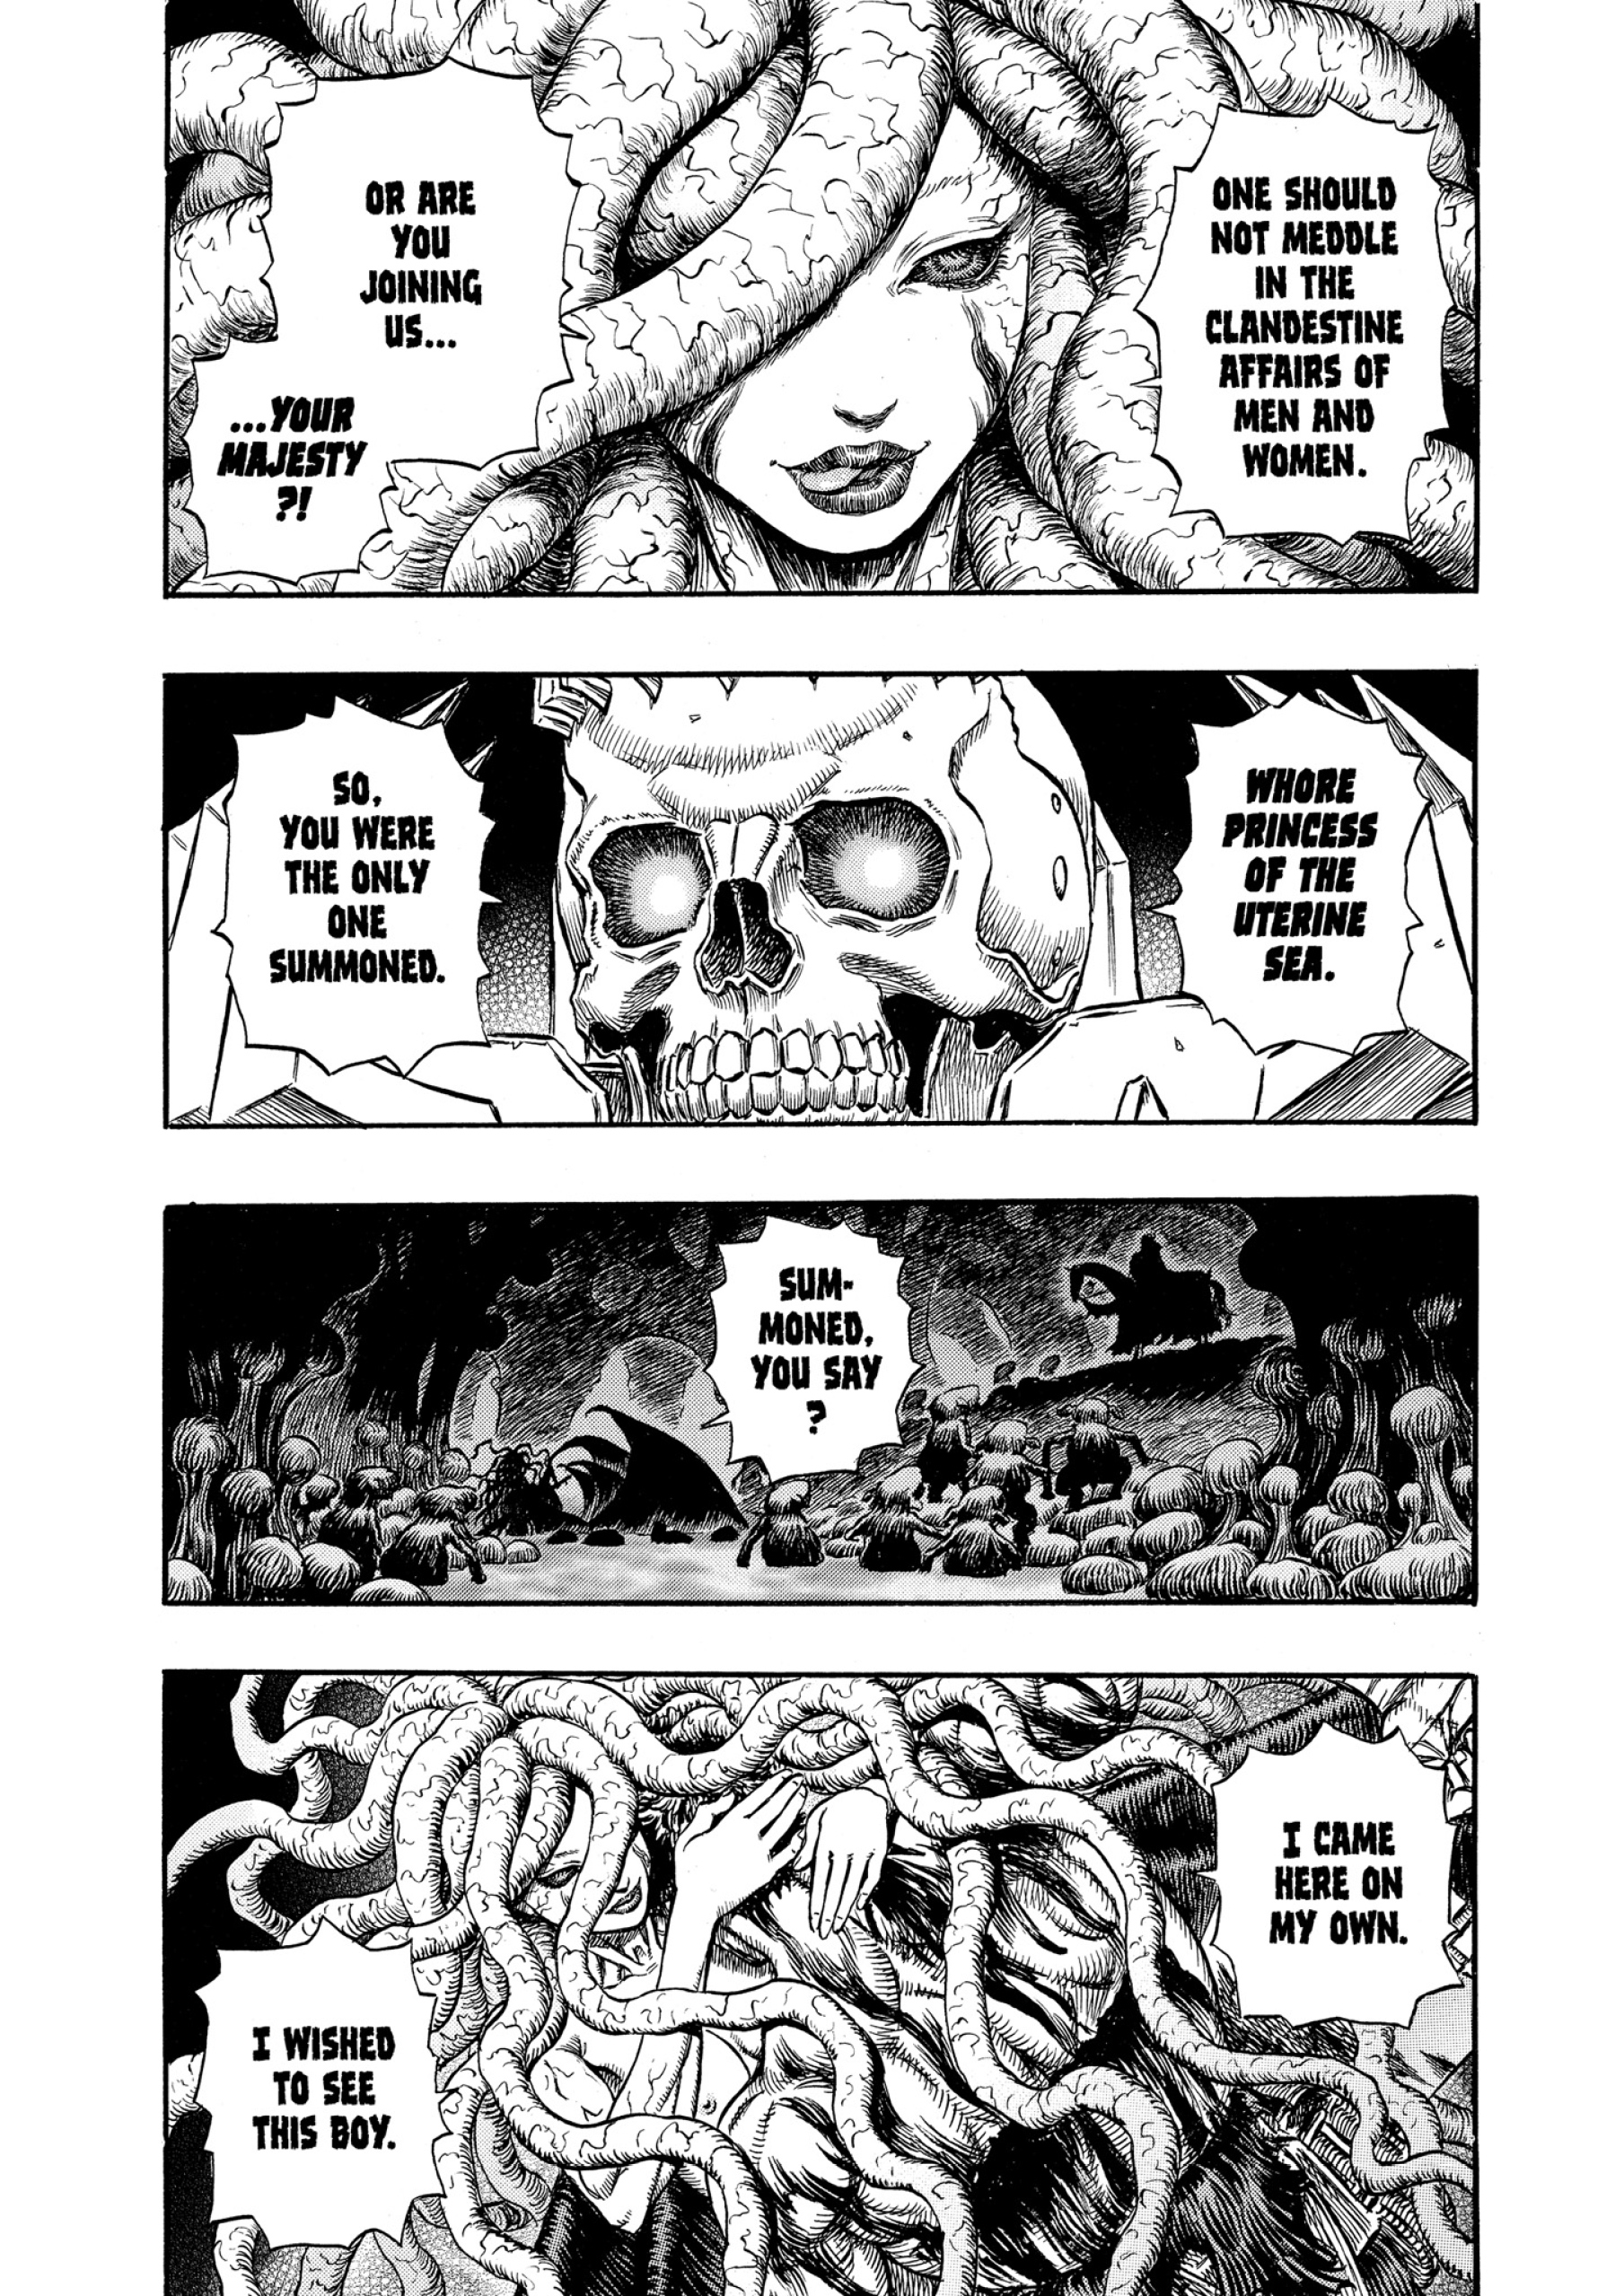 ONE SHOULD
NOT MEDDLE
IN THE
CLANDESTINE
AFFAIRS OF
MEN AND
WOMEN.
OR ARE
YOU
JOINING
US...
...YOUR
MAJESTY
?!
WHORE
PRINCESS
OF THE
UTERINE
SEA.
SO,
YOU WERE
THE ONLY
ONE
SUMMONED.
SUM-
MONED,
YOU SAY
?
I CAME
HERE ON
MY OWN.
I WISHED
TO SEE
THIS BOY.